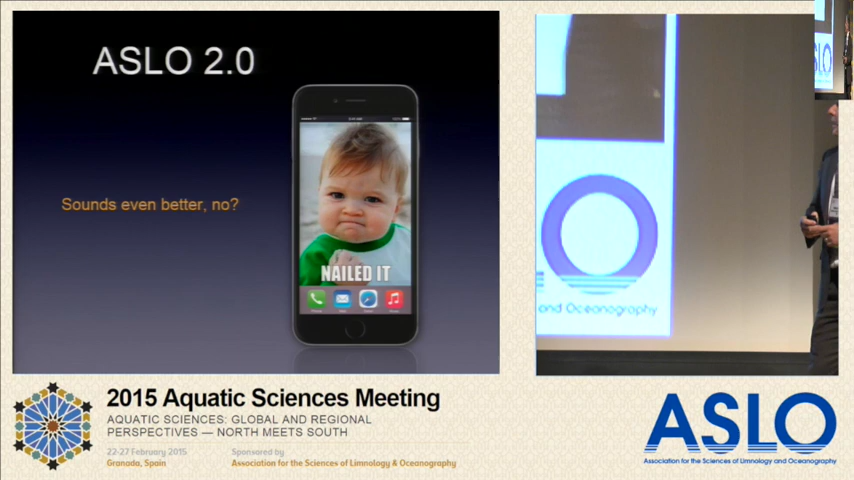 ASLO 2.0
Sounds even better, no?
NAILED IT
and Oceanography
2015 Aquatic Sciences Meeting
AQUATIC SCIENCES: GLOBAL AND REGIONAL
PERSPECTIVES — NORTH MEETS SOUTH
22-27 February 2015
Granada, Spain
Sponsored by
Association for the Sciences of Limnology & Oceanography
ASLO
Association for the Sciences of Limnology and Oceanography